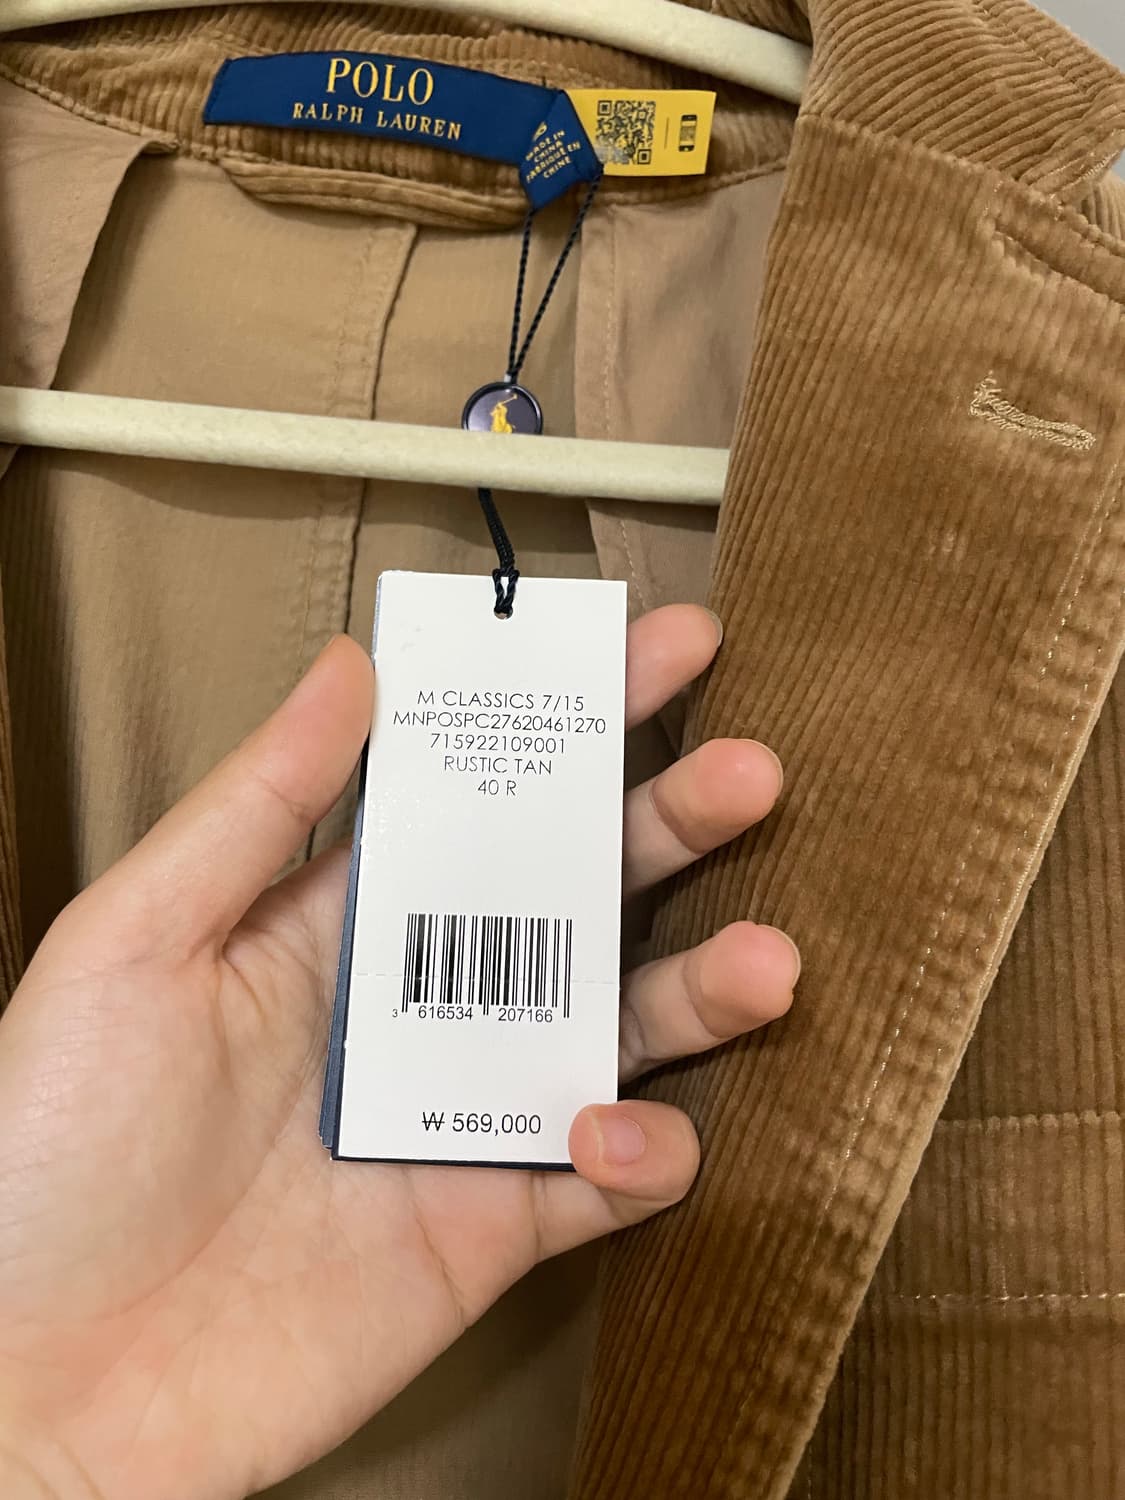 POLO
RALPH LAUREN
MADE IN
CHINA
FABRIQUÉ EN
CHINE
M CLASSICS 7/15
MNPOSPC27620461270
715922109001
RUSTIC TAN
40 R
3 616534 207166
₩ 569,000